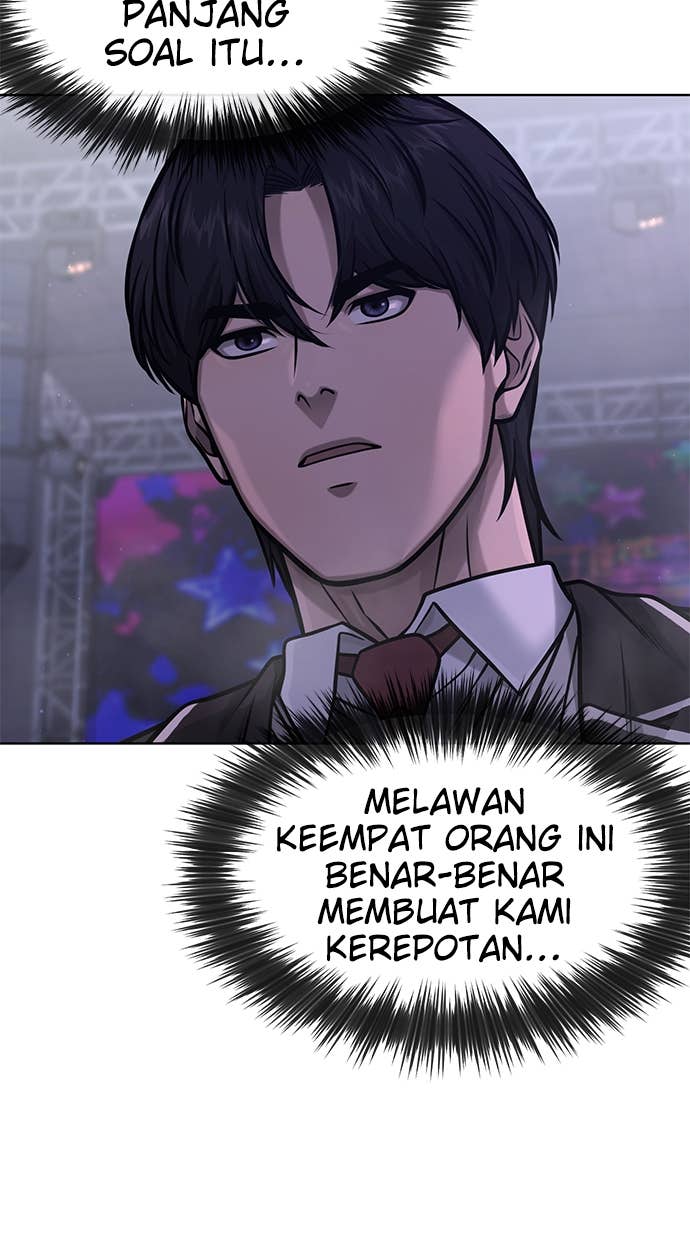 PANJANG
SOAL ITU...
MELAWAN
KEEMPAT ORANG INI
BENAR-BENAR
MEMBUAT KAMI
KEREPOTAN...